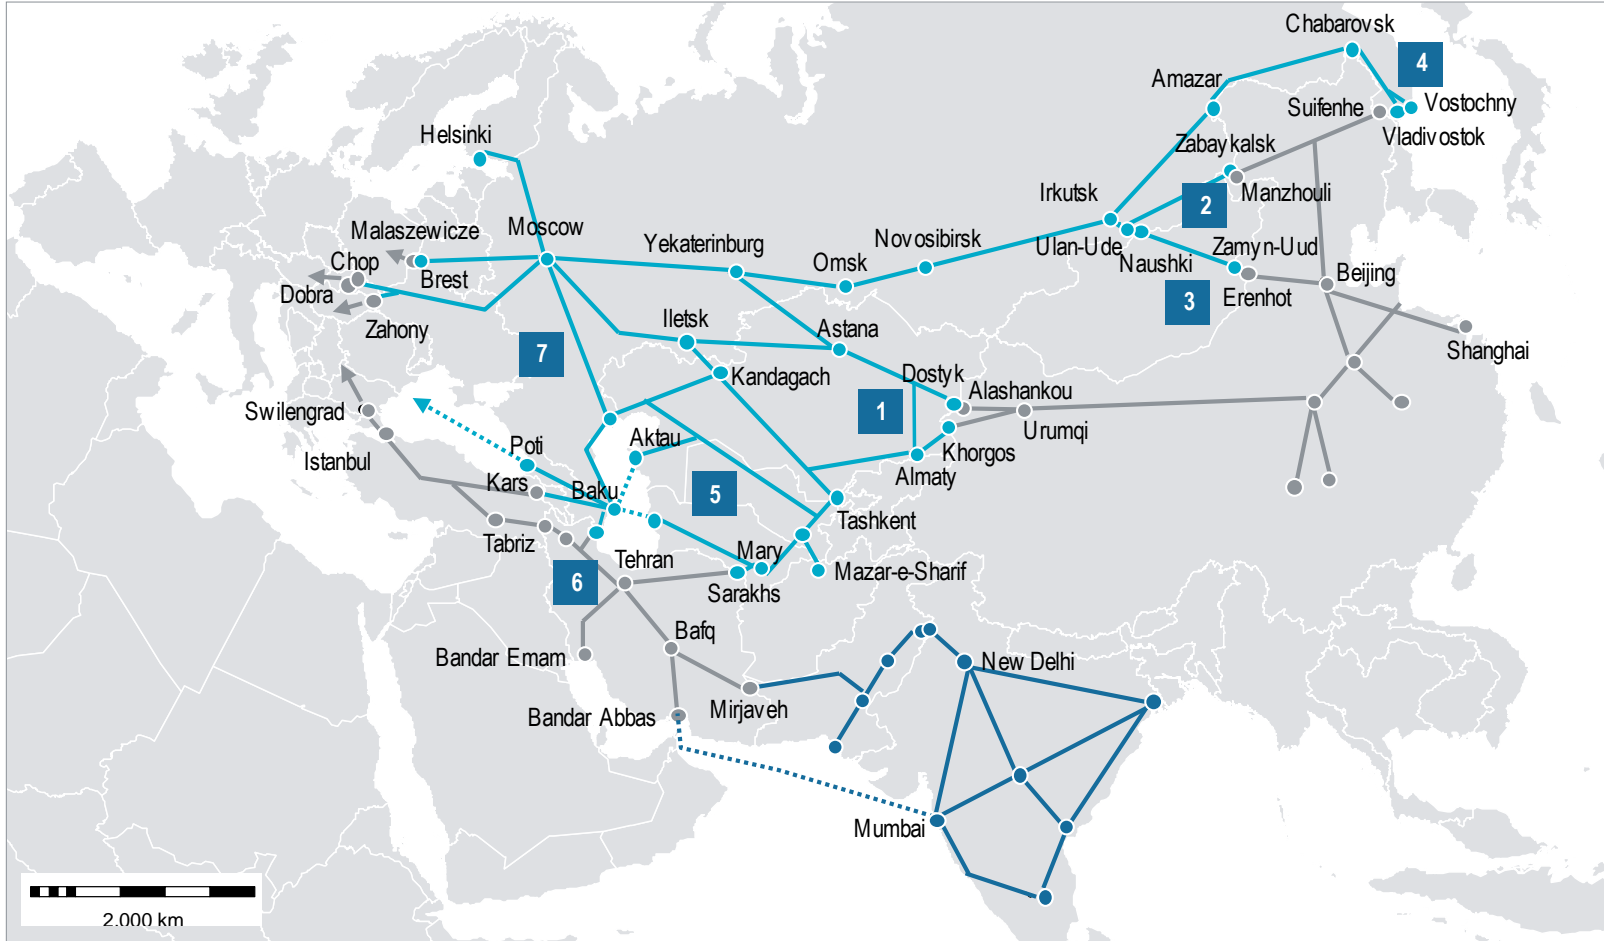 Chabarovsk
4
Amazar
Suifenhe
Vostochny
Vladivostok
Helsinki
Zabaykalsk
Manzhouli
Irkutsk
2
Malaszewicze
Moscow
Yekaterinburg
Novosibirsk
Omsk
Ulan-Ude
Zamyn-Uud
Naushki
Chop
Brest
Dobra
Beijing
Erenhot
3
Zahony
Iletsk
Astana
7
Shanghai
Kandagach
Dostyk
Alashankou
1
Swilengrad
Urumqi
Istanbul
Poti
Aktau
Khorgos
Almaty
Kars
Baku
5
Tashkent
Tabriz
Tehran
Mary
Mazar-e-Sharif
6
Sarakhs
Bafq
Bandar Emam
New Delhi
Bandar Abbas
Mirjaveh
Mumbai
2.000 km